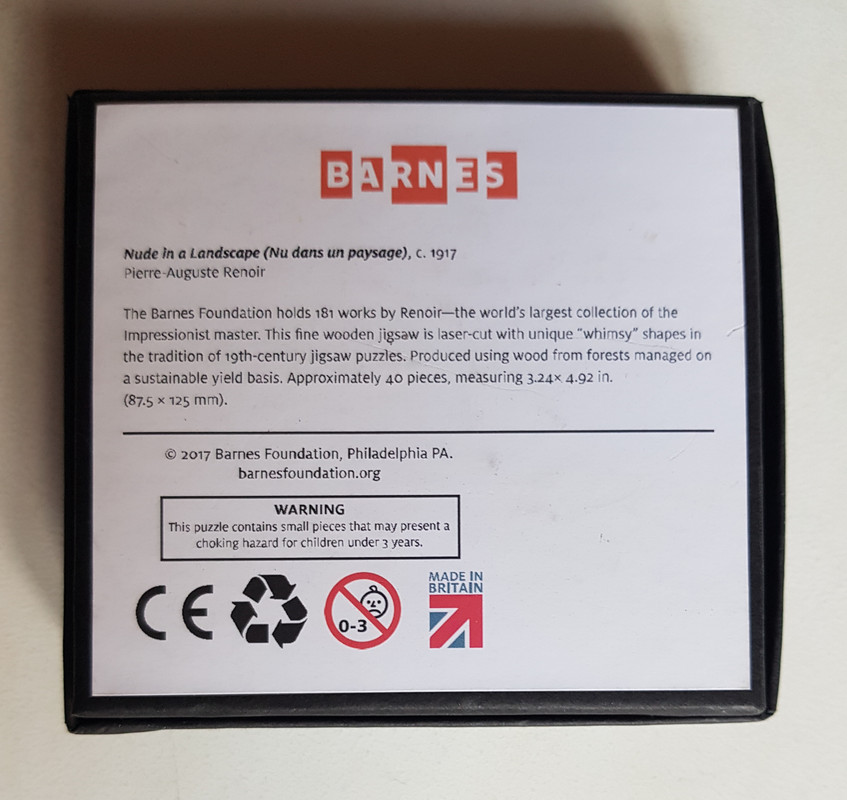 BARNES
Nude in a Landscape (Nu dans un paysage), c. 1917
Pierre-Auguste Renoir
The Barnes Foundation holds 181 works by Renoir—the world's largest collection of the
Impressionist master. This fine wooden jigsaw is laser-cut with unique "whimsy" shapes in
the tradition of 19th-century jigsaw puzzles. Produced using wood from forests managed on
a sustainable yield basis. Approximately 40 pieces, measuring 3.24× 4.92 in.
(87.5 × 125 mm).
© 2017 Barnes Foundation, Philadelphia PA.
barnesfoundation.org
WARNING
This puzzle contains small pieces that may present a
choking hazard for children under 3 years.
CE
0-3
MADE IN
BRITAIN